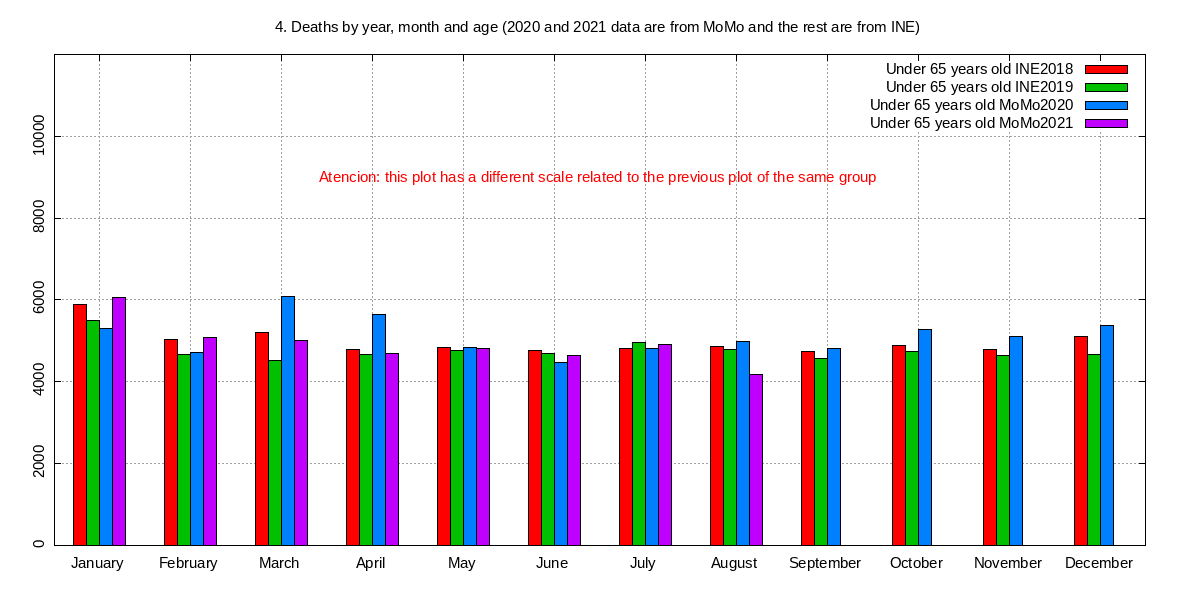 4. Deaths by year, month and age (2020 and 2021 data are from MoMo and the rest are from INE)
Under 65 years old INE2018
Under 65 years old INE2019
Under 65 years old MoMo2020
Under 65 years old MoMo2021
10000
Atencion: this plot has a different scale related to the previous plot of the same group
8000
6000
4000
2000
0
January February March April May June July August September October November December